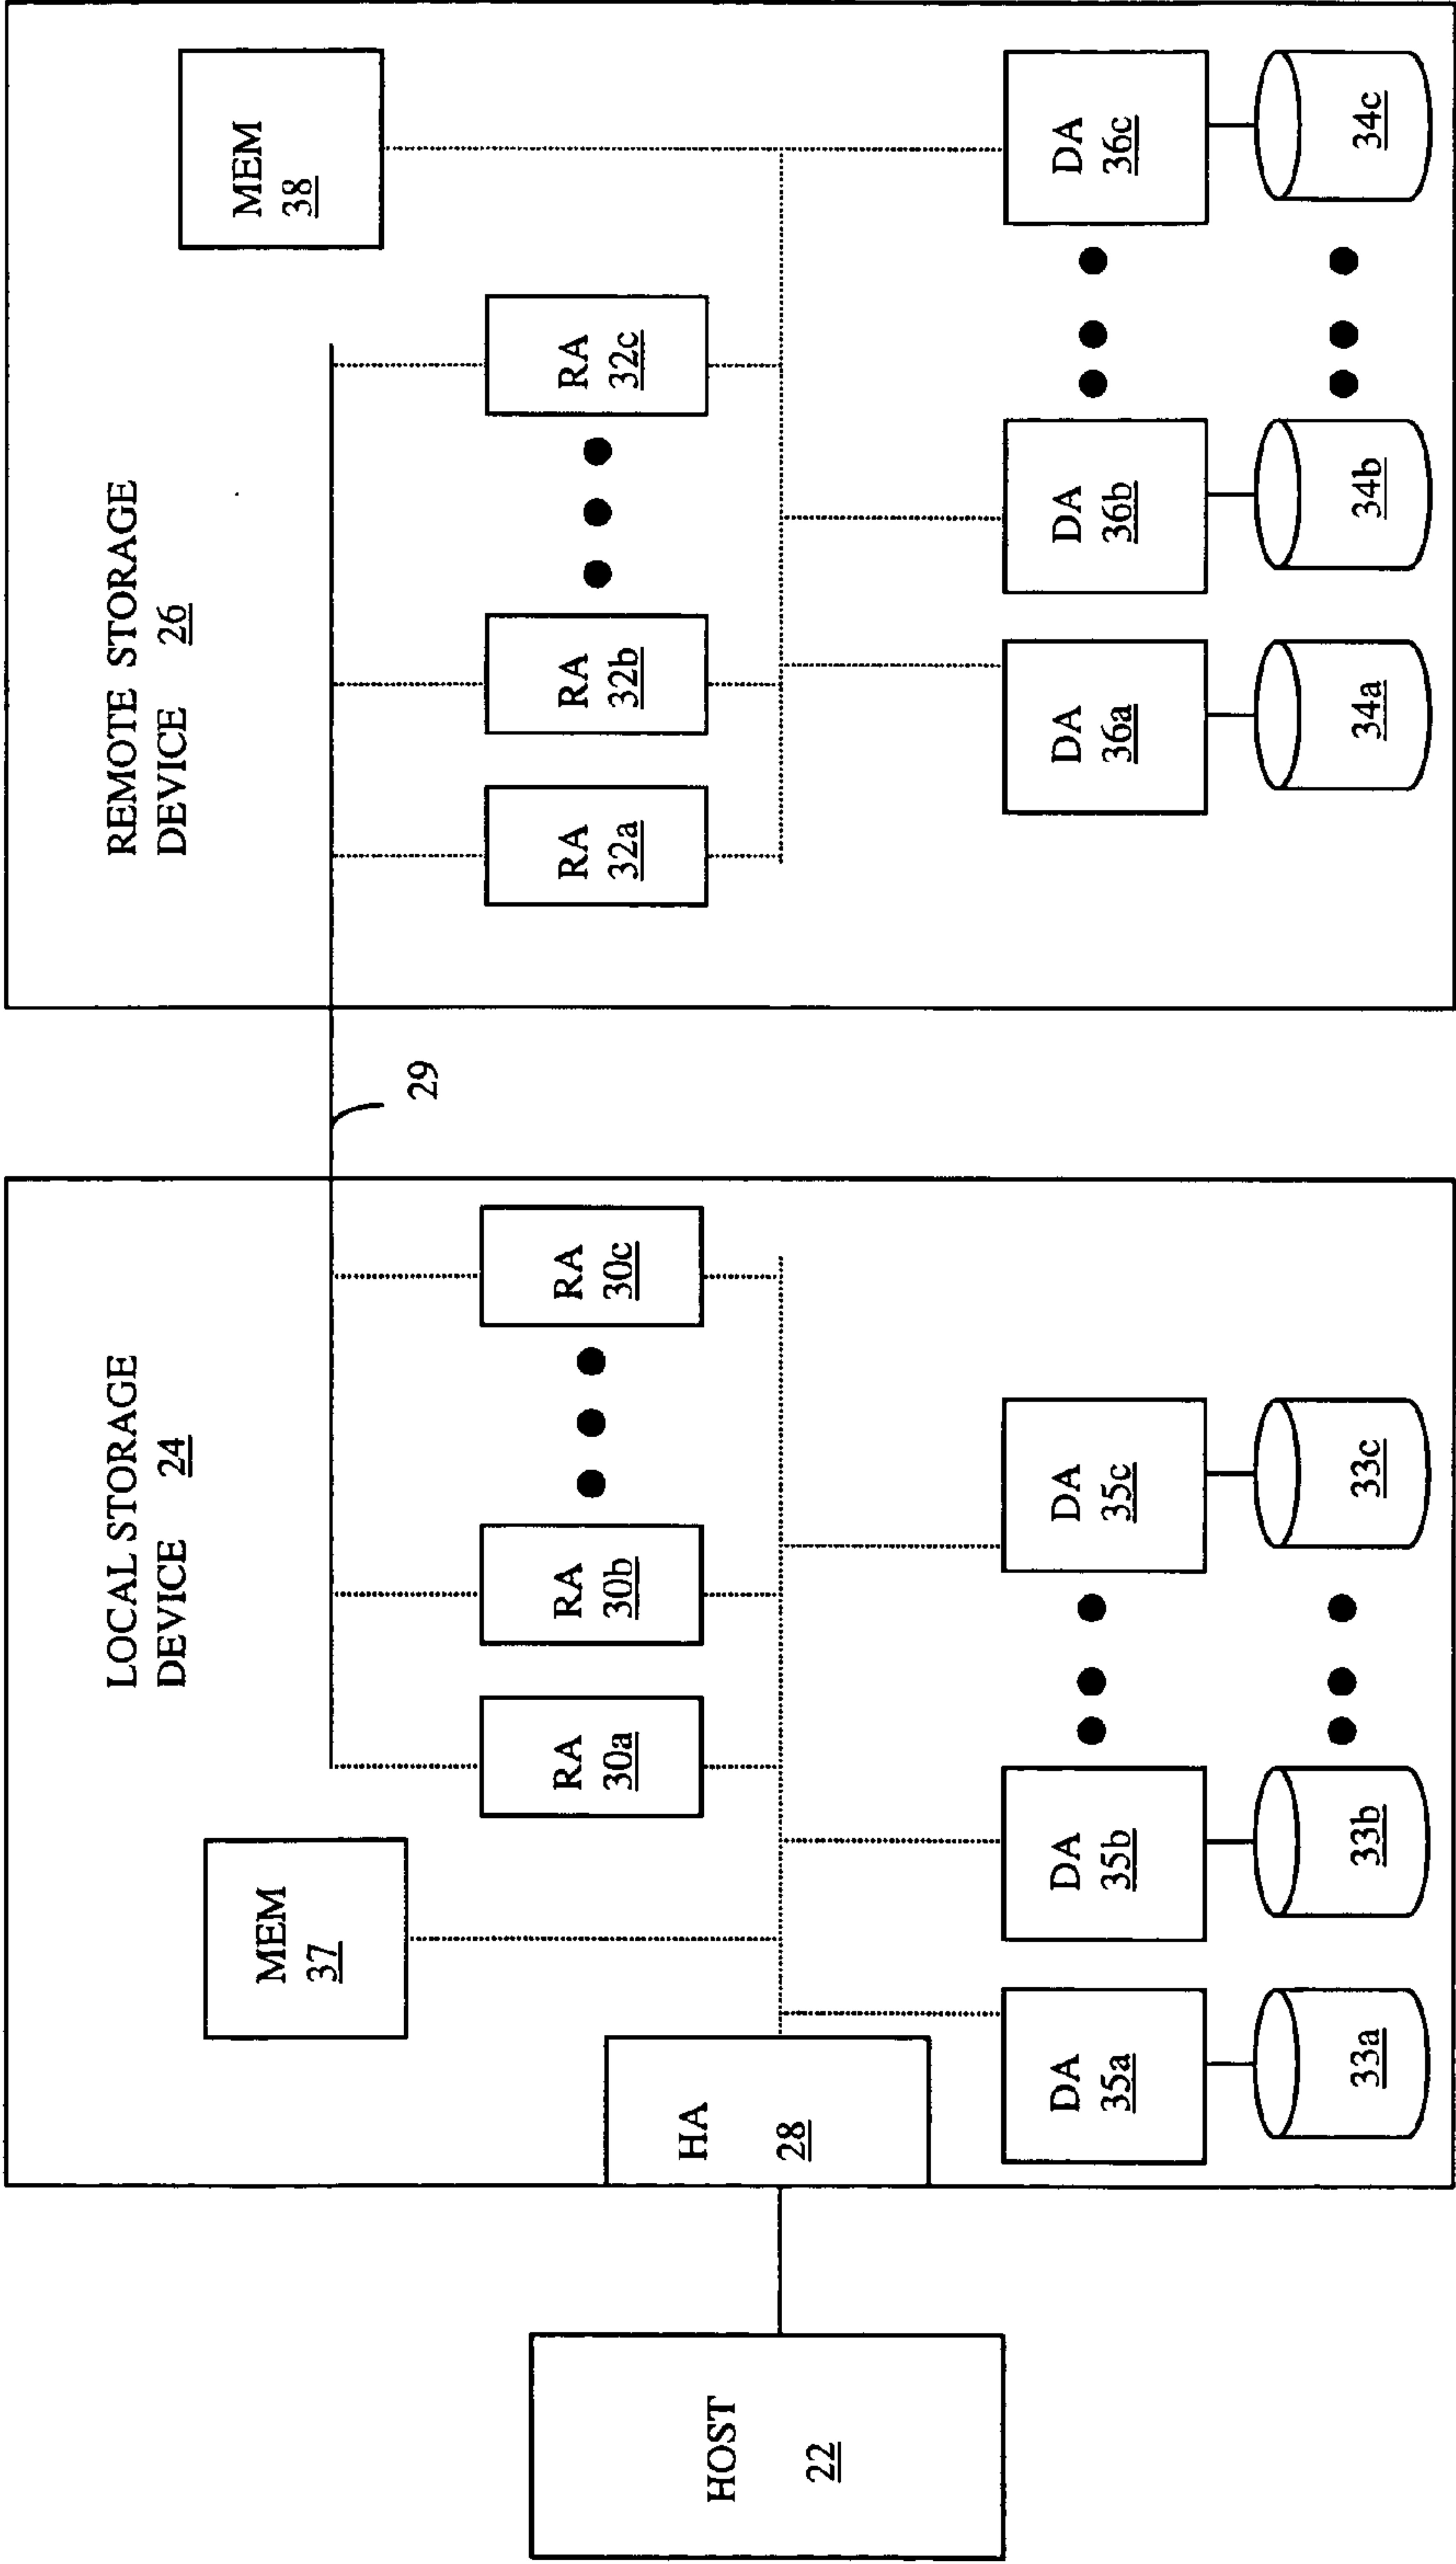 LOCAL STORAGE
DEVICE 24
REMOTE STORAGE
DEVICE 26
MEM
37
MEM
38
29
RA
30a
RA
30b
RA
30c
RA
32a
RA
32b
RA
32c
HOST
22
HA
28
DA
35a
DA
35b
DA
35c
DA
36a
DA
36b
DA
36c
33a
33b
33c
34a
34b
34c